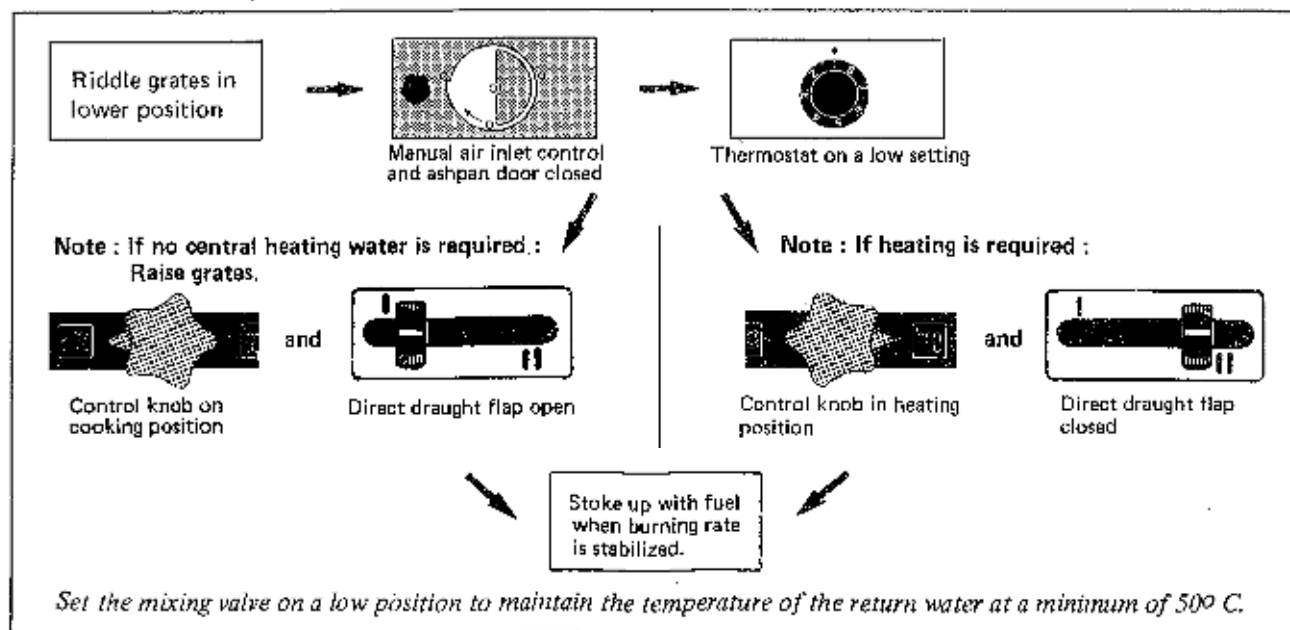 Riddle grates in
lower position
Manual air inlet control
and ashpan door closed
Thermostat on a low setting
Note : If no central heating water is required. :
Raise grates.
and
Control knob on
cooking position
Direct draught flap open
Note : If heating is required :
and
Control knob in heating
position
Direct draught flap
closed
Stoke up with fuel
when burning rate
is stabilized.
Set the mixing valve on a low position to maintain the temperature of the return water at a minimum of 50º C.